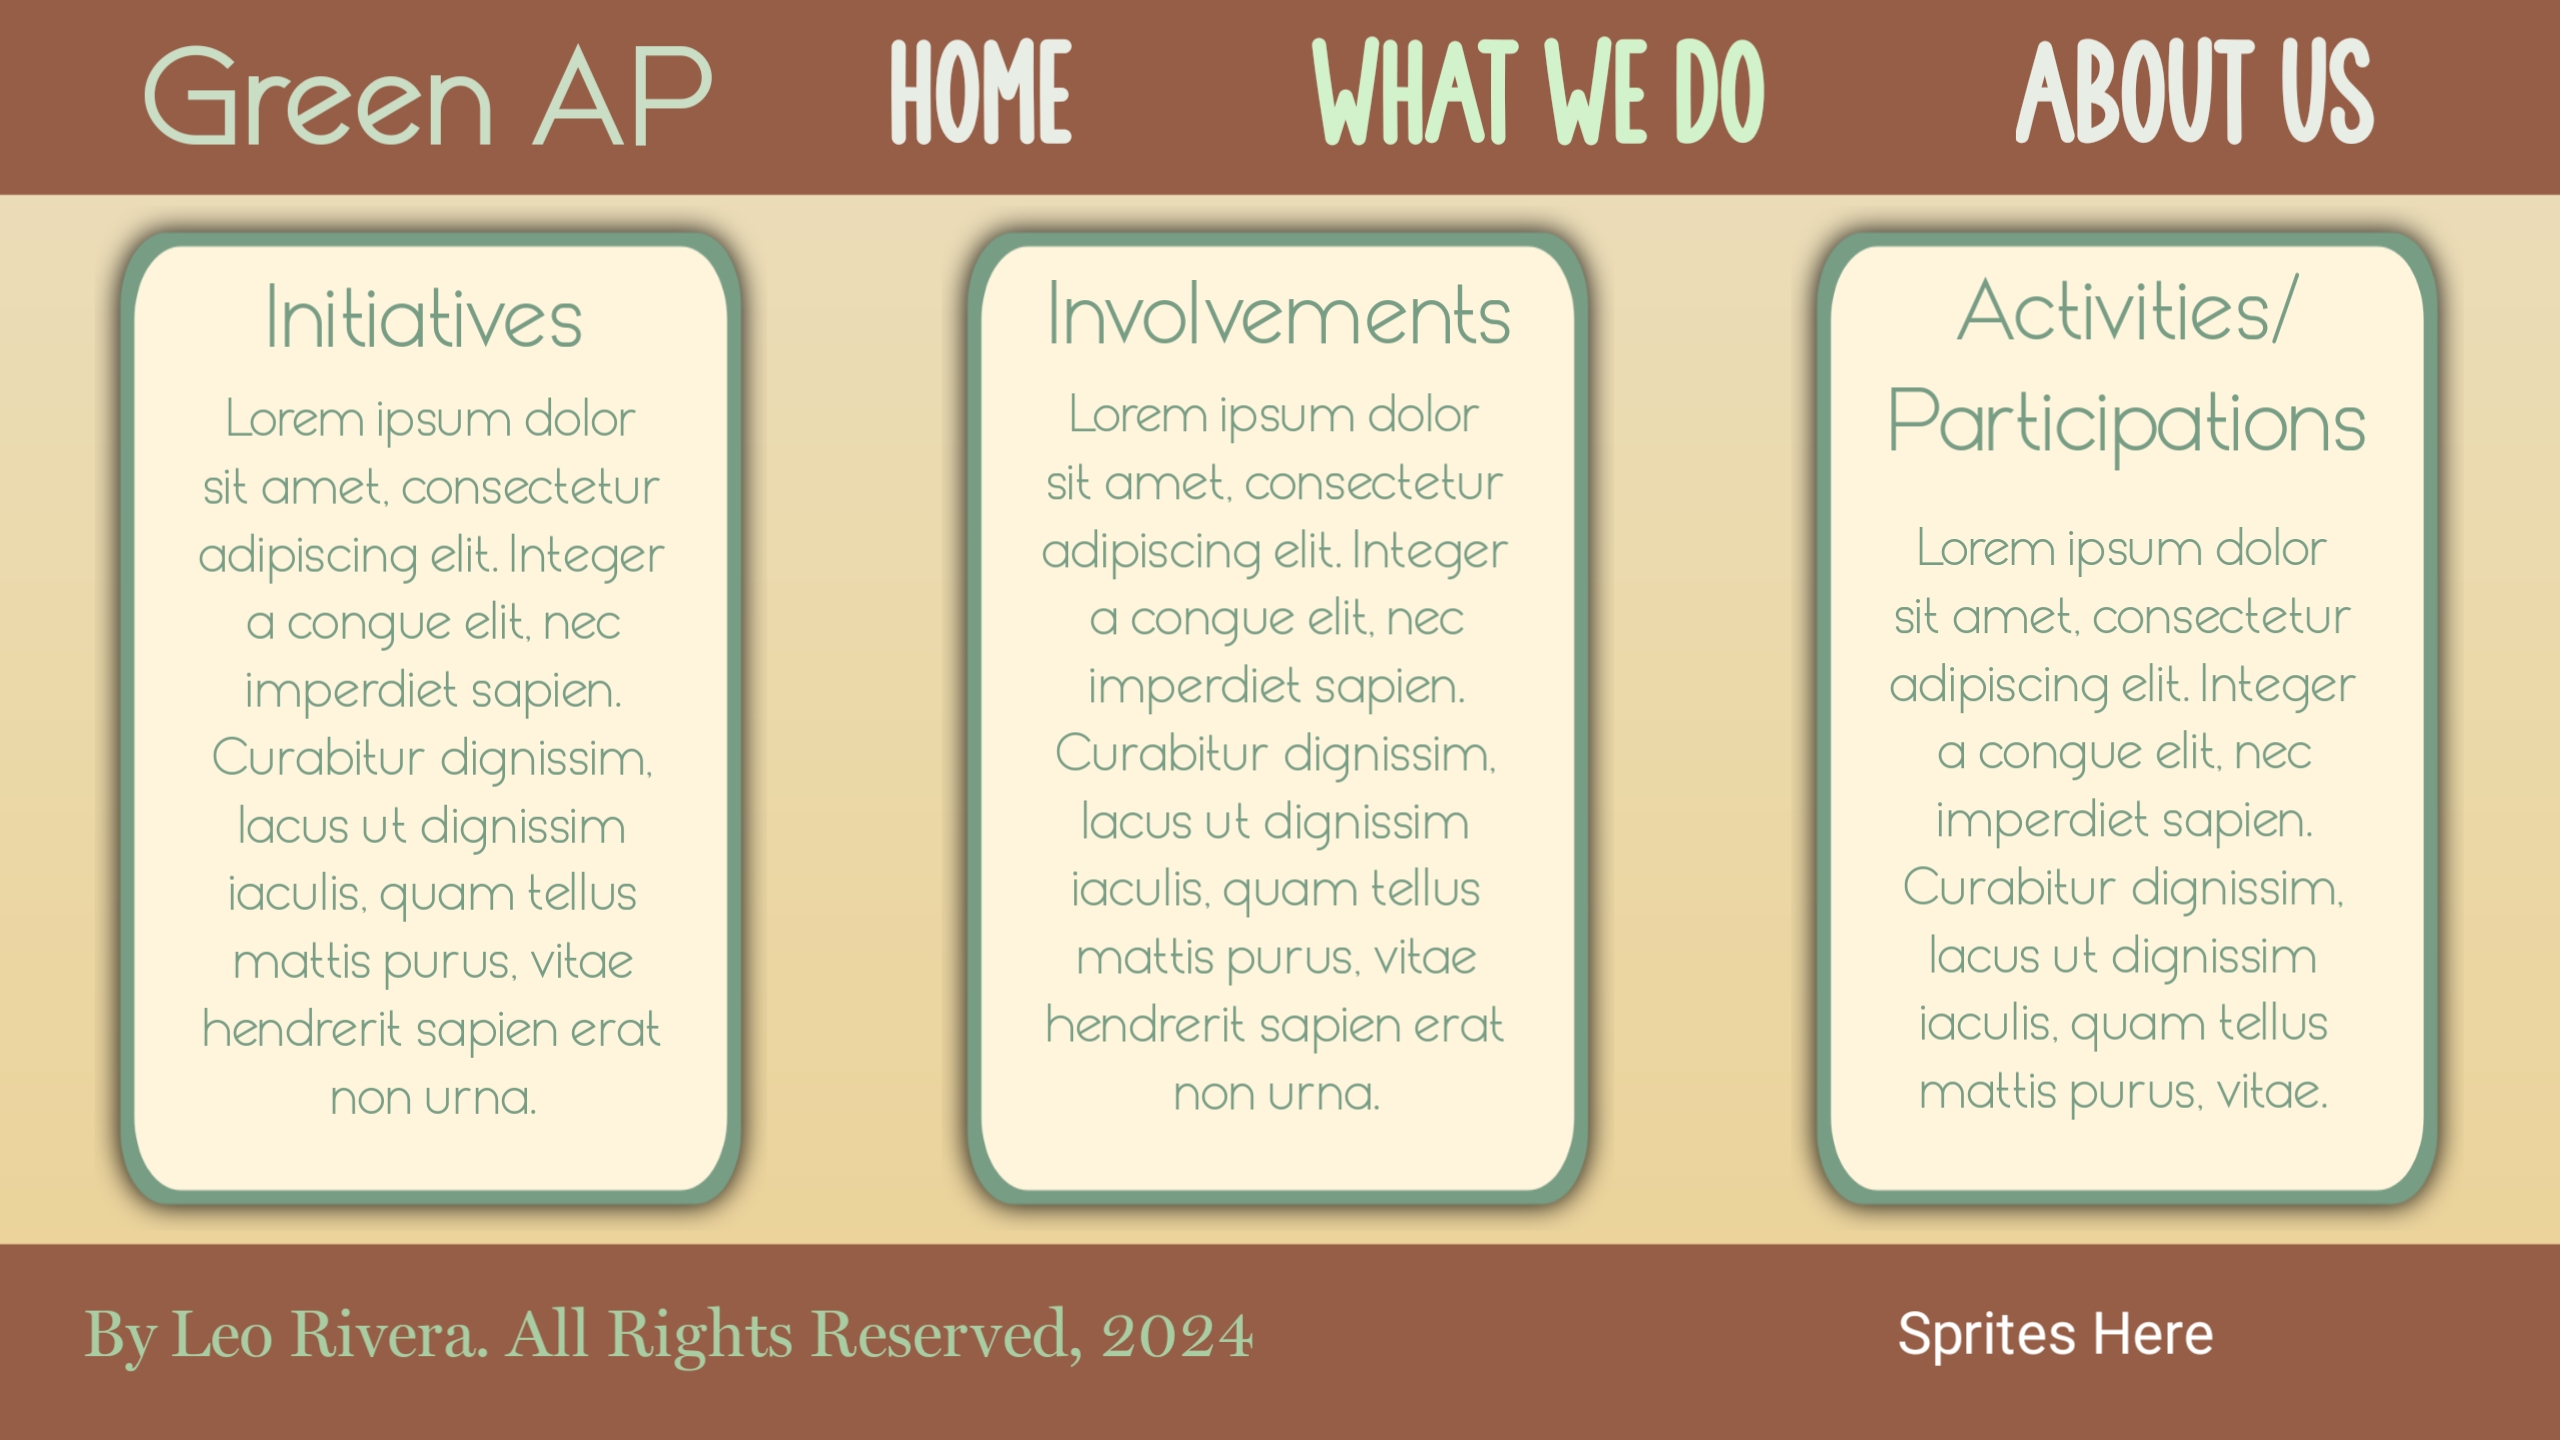 Green AP
HOME
WHAT WE DO
ABOUT US
Initiatives
Lorem ipsum dolor
sit amet, consectetur
adipiscing elit. Integer
a congue elit, nec
imperdiet sapien.
Curabitur dignissim,
lacus ut dignissim
iaculis, quam tellus
mattis purus, vitae
hendrerit sapien erat
non urna.
Involvements
Lorem ipsum dolor
sit amet, consectetur
adipiscing elit. Integer
a congue elit, nec
imperdiet sapien.
Curabitur dignissim,
lacus ut dignissim
iaculis, quam tellus
mattis purus, vitae
hendrerit sapien erat
non urna.
Activities/
Participations
Lorem ipsum dolor
sit amet, consectetur
adipiscing elit. Integer
a congue elit, nec
imperdiet sapien.
Curabitur dignissim,
lacus ut dignissim
iaculis, quam tellus
mattis purus, vitae.
By Leo Rivera. All Rights Reserved, 2024
Sprites Here